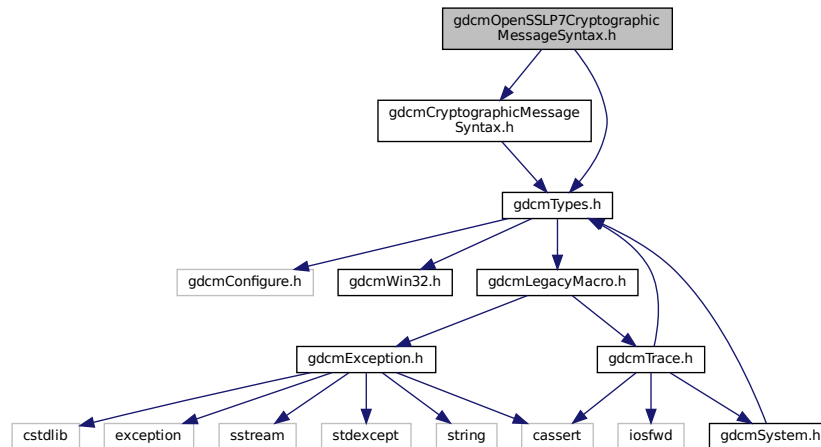 gdcmOpenSSLP7Cryptographic
MessageSyntax.h
gdcmCryptographicMessage
Syntax.h
gdcmTypes.h
gdcmConfigure.h
gdcmWin32.h
gdcmLegacyMacro.h
gdcmException.h
gdcmTrace.h
cstdlib
exception
sstream
stdexcept
string
cassert
iosfwd
gdcmSystem.h